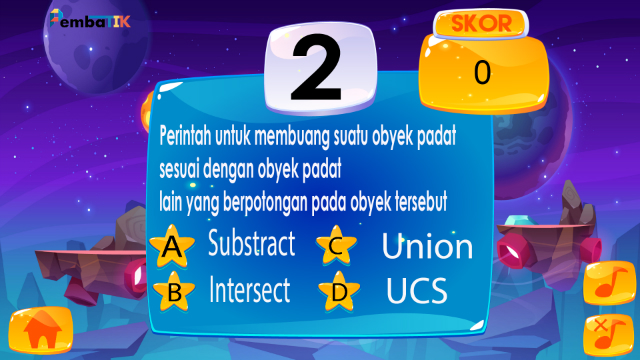 PembaTIK
SKOR
2
0
Perintah untuk membuang suatu obyek padat
sesuai dengan obyek padat
lain yang berpotongan pada obyek tersebut
A Substract
C Union
B Intersect
D UCS